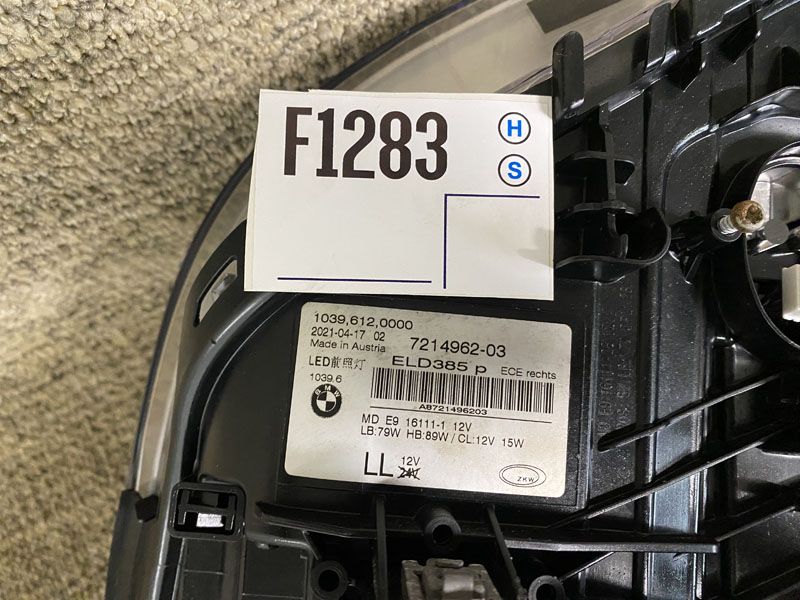 F1283
H
S
1039,612,0000
2021-04-17 02
7214962-03
Made in Austria
LED前照灯
ELD385 p
ECE rechts
1039.6
BMW
A8721496203
MD E9 16111-1 12V
LB:79W HB:89W / CL:12V 15W
LL
12V
24V
ZKW